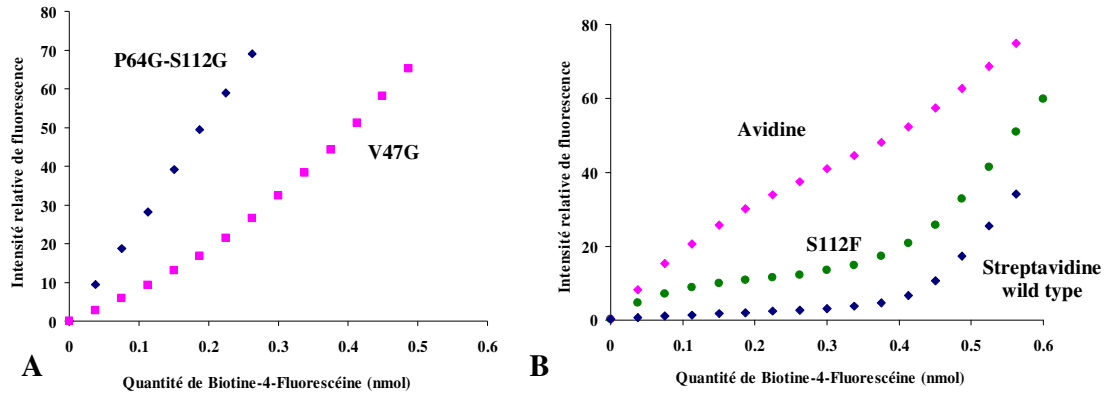 80
70
60
50
40
30
20
10
0
Intensité relative de fluorescence
P64G-S112G
V47G
0 0.1 0.2 0.3 0.4 0.5 0.6
Quantité de Biotine-4-Fluorescéine (nmol)
A
80
60
40
20
0
Intensité relative de fluorescence
Avidine
S112F
Streptavidine
wild type
0 0.1 0.2 0.3 0.4 0.5 0.6
Quantité de Biotine-4-Fluorescéine (nmol)
B